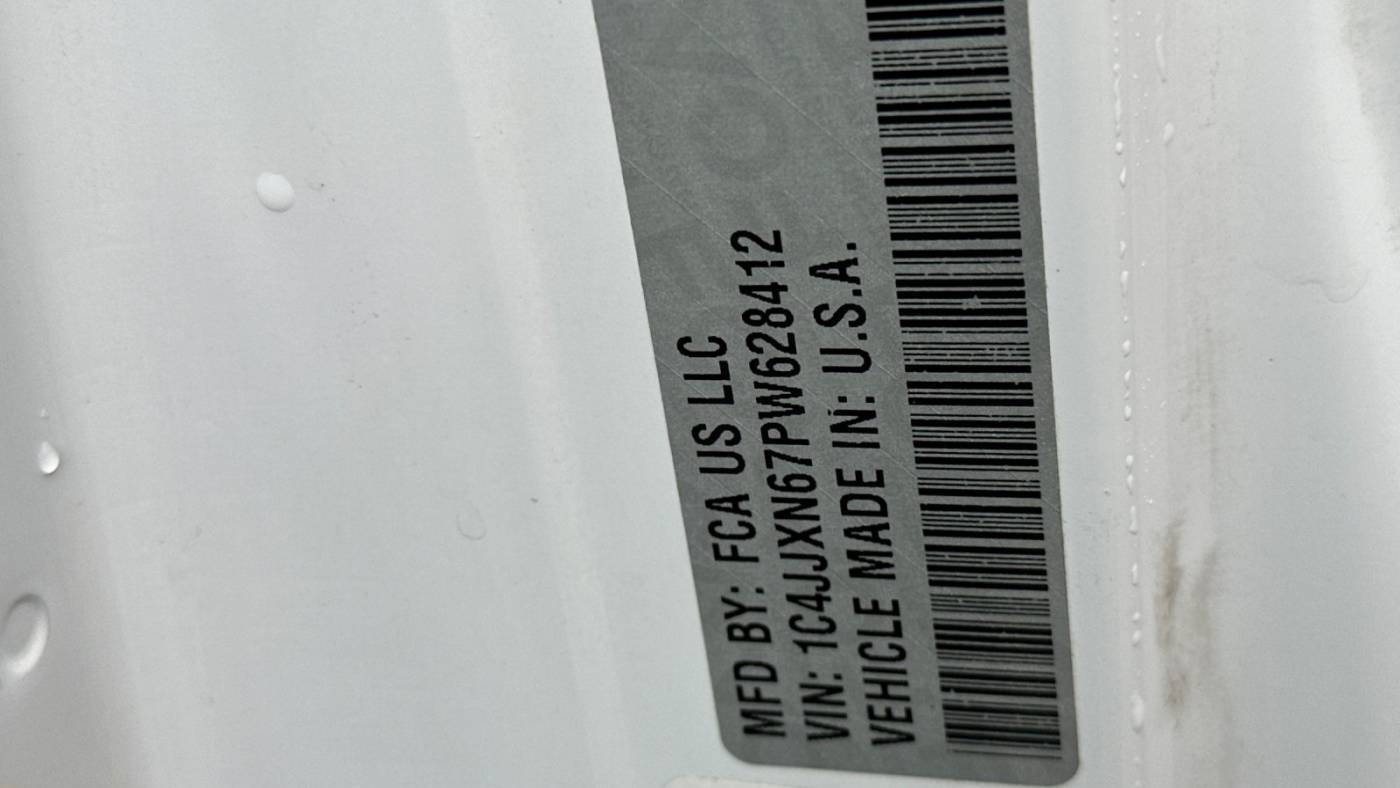 MFD BY: FCA US LLC
VIN: 1C4JJXN67PW628412
VEHICLE MADE IN: U.S.A.